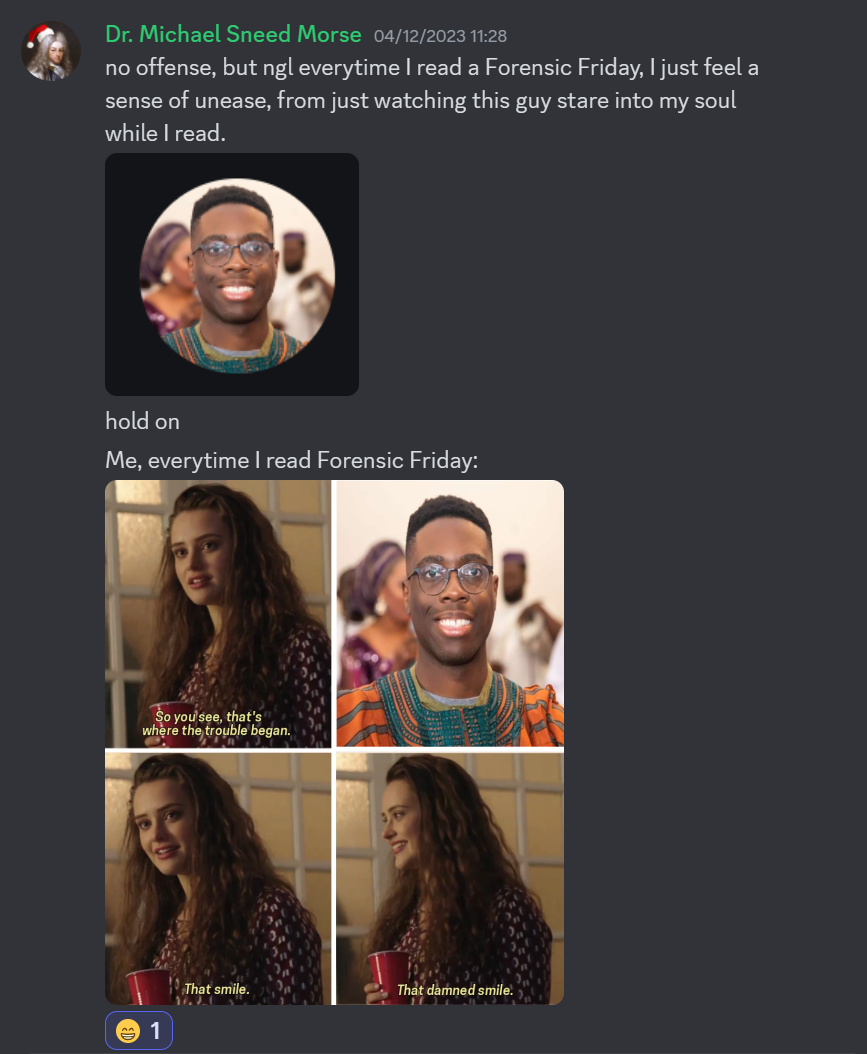 Dr. Michael Sneed Morse 04/12/2023 11:28
no offense, but ngl everytime I read a Forensic Friday, I just feel a
sense of unease, from just watching this guy stare into my soul
while I read.
hold on
Me, everytime I read Forensic Friday:
So you see, that's
where the trouble began.
That smile.
That damned smile.
1